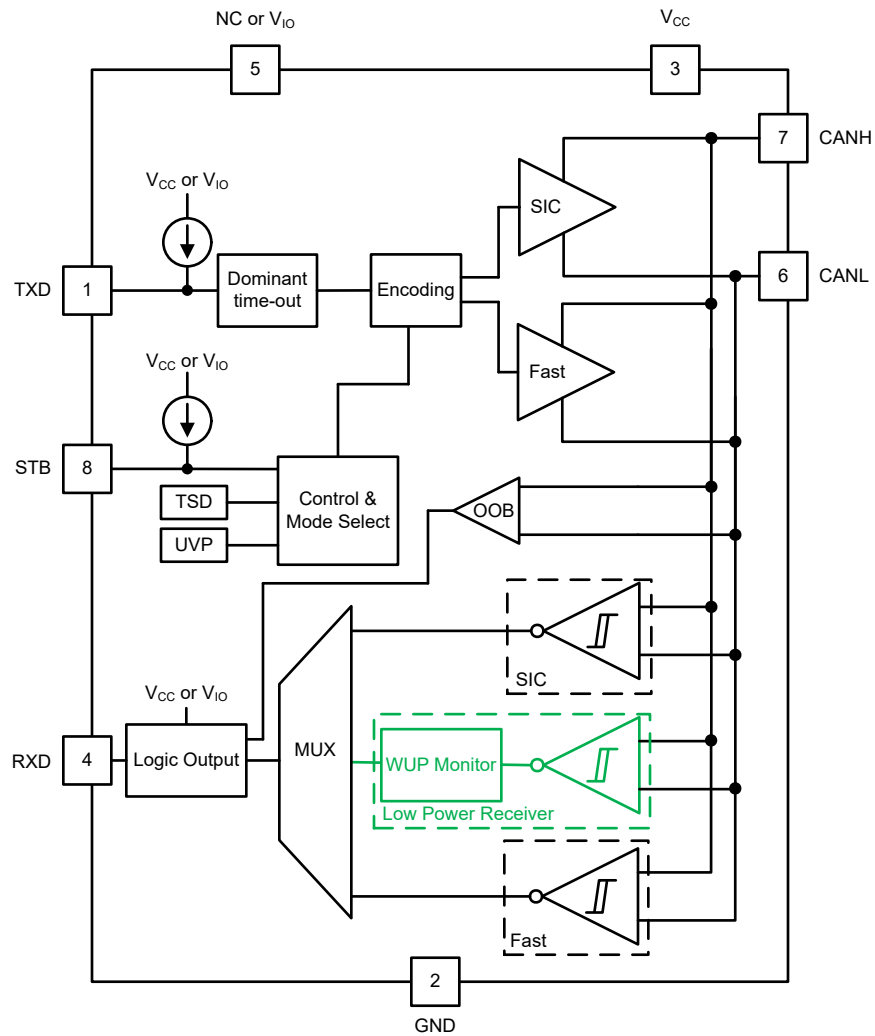 NC or VIO
VCC
5
3
7
CANH
VCC or VIO
SIC
TXD
1
Dominant
time-out
Encoding
6
CANL
VCC or VIO
Fast
STB
8
TSD
UVP
Control &
Mode Select
OOB
SIC
VCC or VIO
RXD
4
Logic Output
MUX
WUP Monitor
Low Power Receiver
Fast
2
GND